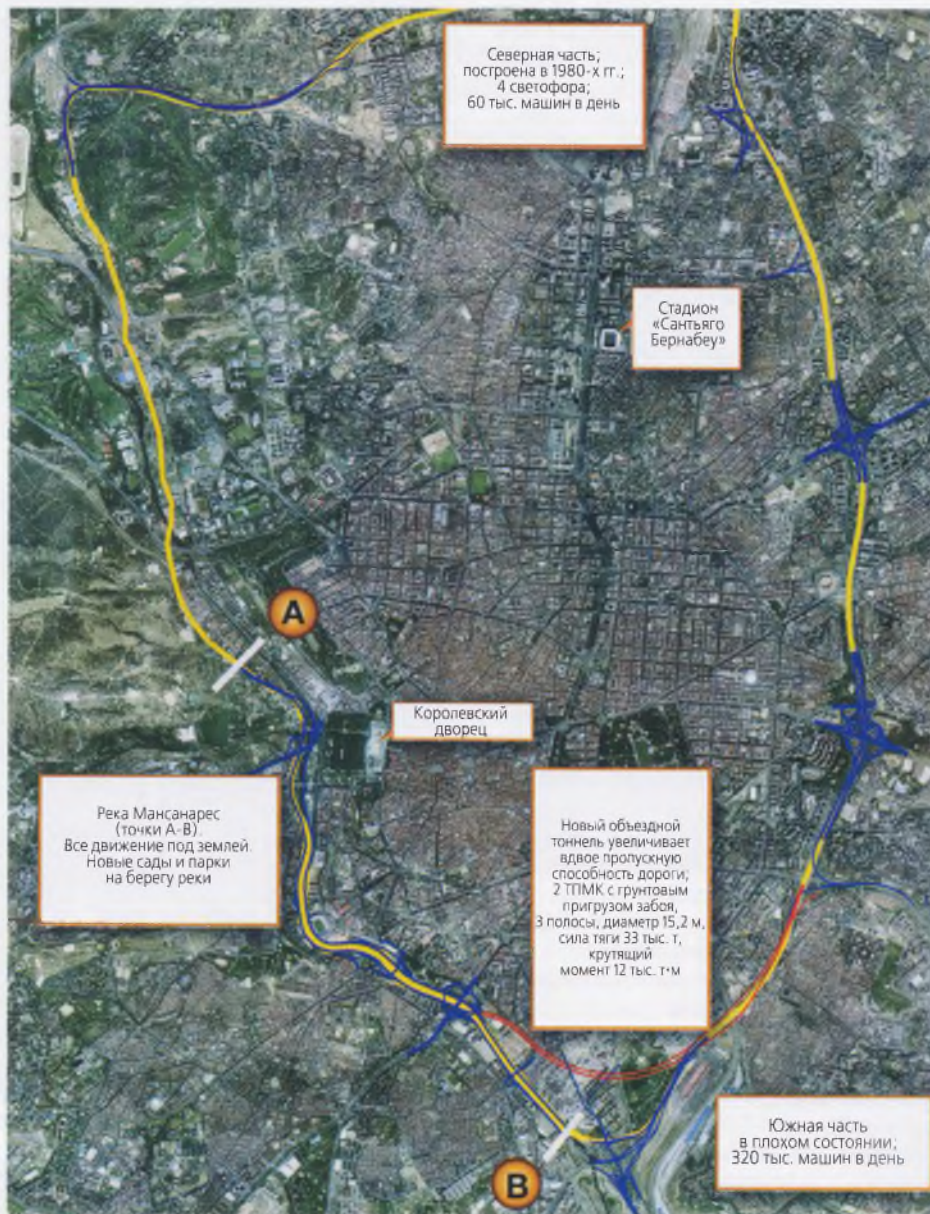 Северная часть;
построена в 1980-х гг.;
4 светофора;
60 тыс. машин в день
Стадион
«Сантьяго
Бернабеу»
A
Королевский
дворец
Река Мансанарес
(точки А-В).
Все движение под землей.
Новые сады и парки
на берегу реки
Новый объездной
тоннель увеличивает
вдвое пропускную
способность дороги;
2 ТПМК с грунтовым
пригрузом забоя,
3 полосы, диаметр 15,2 м,
сила тяги 33 тыс. т,
крутящий
момент 12 тыс. т•м
Южная часть
в плохом состоянии;
320 тыс. машин в день
B